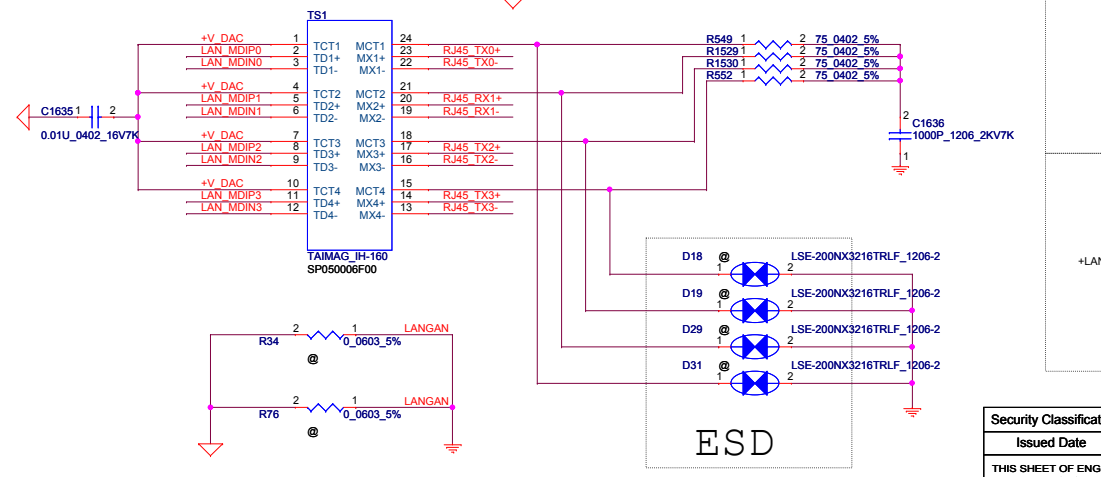 TS1
+V_DAC 1 TCT1 MCT1 24
LAN_MDIP0 2 TD1+ MX1+ 23 RJ45_TX0+
LAN_MDIN0 3 TD1- MX1- 22 RJ45_TX0-
+V_DAC 4 TCT2 MCT2 21
LAN_MDIP1 5 TD2+ MX2+ 20 RJ45_RX1+
LAN_MDIN1 6 TD2- MX2- 19 RJ45_RX1-
+V_DAC 7 TCT3 MCT3 18
LAN_MDIP2 8 TD3+ MX3+ 17 RJ45_TX2+
LAN_MDIN2 9 TD3- MX3- 16 RJ45_TX2-
+V_DAC 10 TCT4 MCT4 15
LAN_MDIP3 11 TD4+ MX4+ 14 RJ45_TX3+
LAN_MDIN3 12 TD4- MX4- 13 RJ45_TX3-
TAIMAG_IH-160
SP050006F00
C1635 1 2
0.01U_0402_16V7K
R549 1 2 75_0402_5%
R1529 1 2 75_0402_5%
R1530 1 2 75_0402_5%
R552 1 2 75_0402_5%
2
C1636
1000P_1206_2KV7K
1
D18 @ LSE-200NX3216TRLF_1206-2
1 2
D19 @ LSE-200NX3216TRLF_1206-2
1 2
D29 @ LSE-200NX3216TRLF_1206-2
1 2
D31 @ LSE-200NX3216TRLF_1206-2
1 2
ESD
2 1 LANGAN
R34 0_0603_5%
@
2 1 LANGAN
R76 0_0603_5%
@
+LAN
Security Classificat
Issued Date
THIS SHEET OF ENG